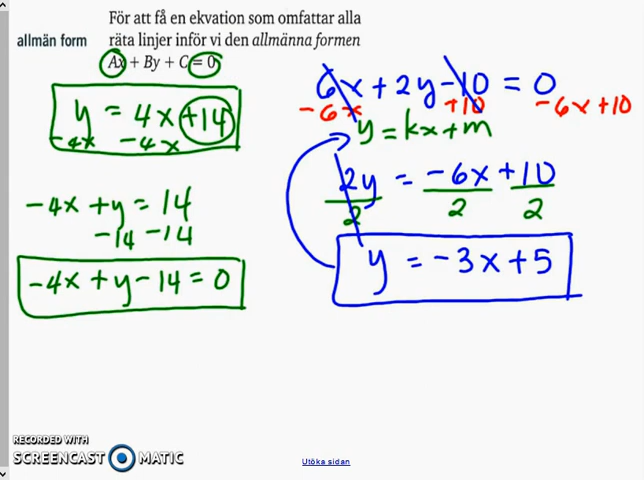 För att få en ekvation som omfattar alla
allmän form räta linjer inför vi den allmänna formen
Ax + By + C = 0
y = 4x +14
-4x -4x
-4x + y = 14
-14 -14
-4x + y - 14 = 0
6x + 2y - 10 = 0
-6x +10 -6x +10
y = kx + m
2y = -6x + 10
2 2 2
y = -3x + 5
RECORDED WITH
SCREENCAST MATIC
Utöka sidan